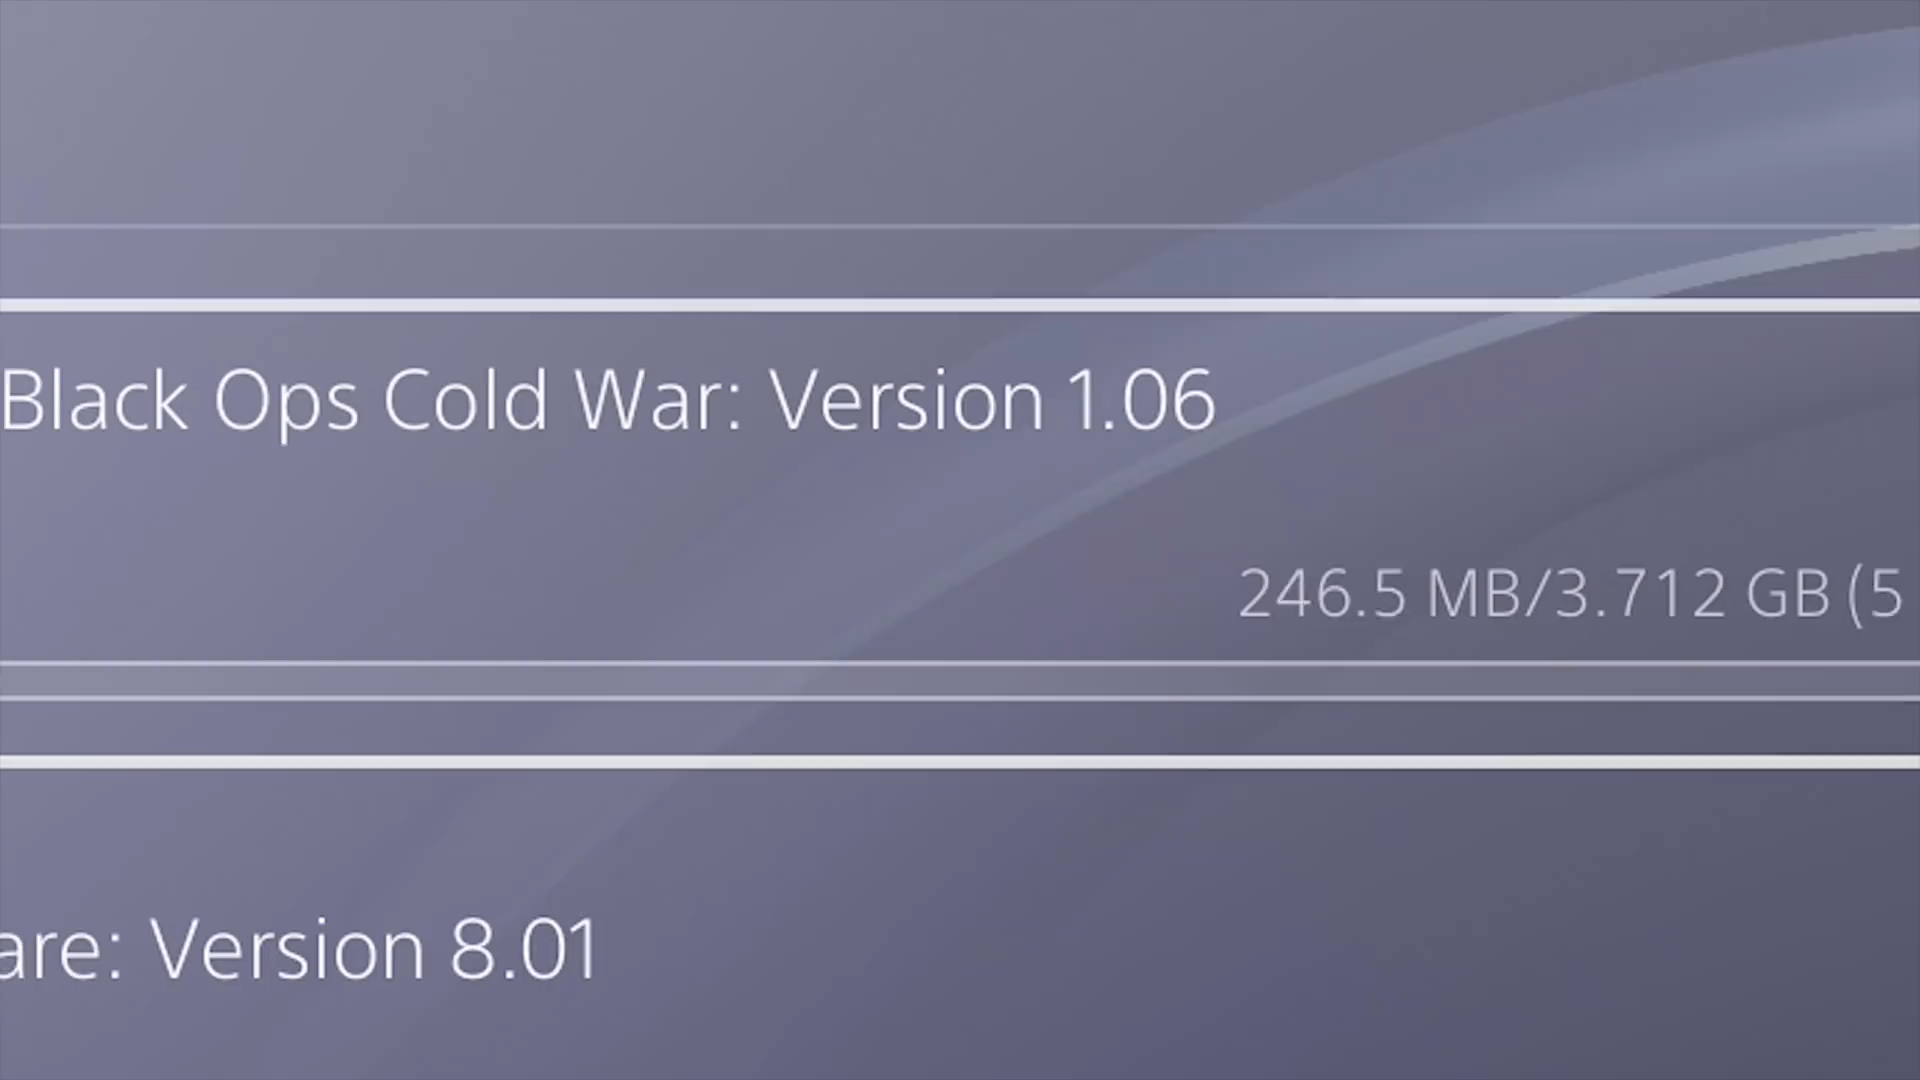 Black Ops Cold War: Version 1.06
246.5 MB/3.712 GB (5
are: Version 8.01